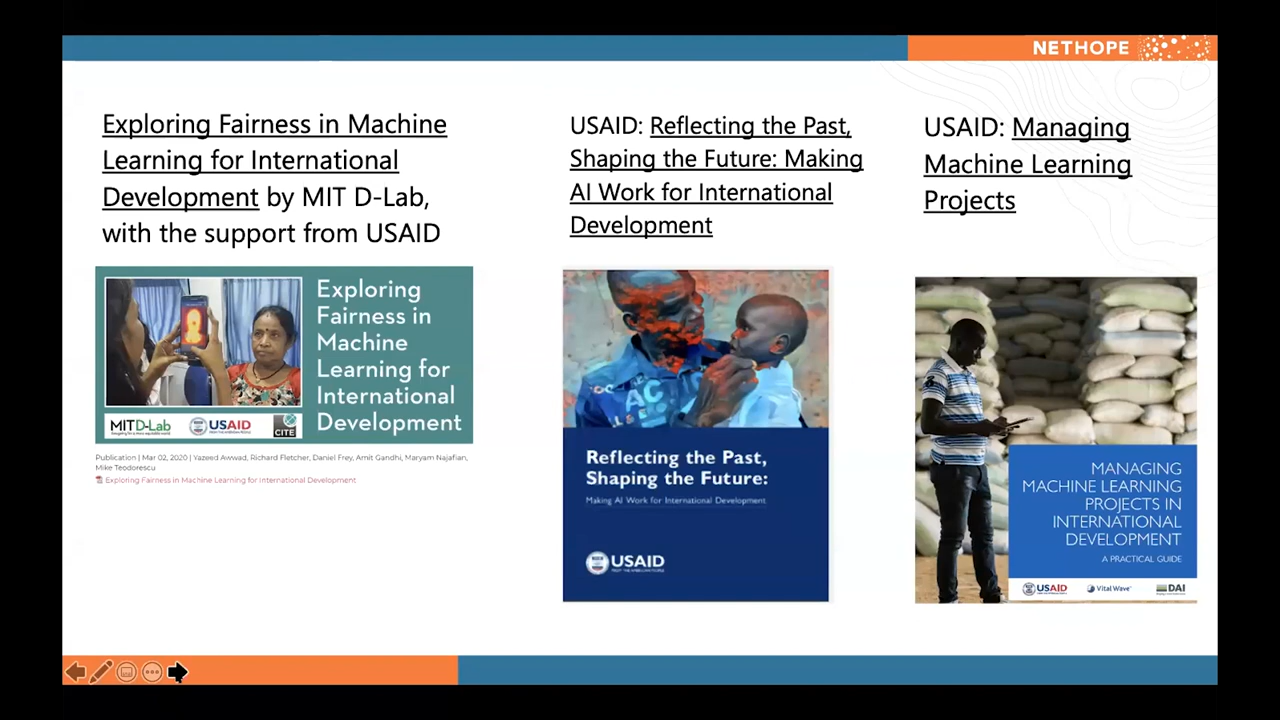 NETHOPE
Exploring Fairness in Machine
Learning for International
Development by MIT D-Lab,
with the support from USAID
Exploring
Fairness in
Machine
Learning for
International
Development
MIT D-Lab
USAID
CITE
Publication | Mar 02, 2020 | Yazeed Awwad, Richard Fletcher, Daniel Frey, Amit Gandhi, Maryam Najafian,
Mike Teodorescu
Exploring Fairness in Machine Learning for International Development
USAID: Reflecting the Past,
Shaping the Future: Making
AI Work for International
Development
Reflecting the Past,
Shaping the Future:
Making AI Work for International Development
USAID
USAID: Managing
Machine Learning
Projects
MANAGING
MACHINE LEARNING
PROJECTS IN
INTERNATIONAL
DEVELOPMENT
A PRACTICAL GUIDE
USAID
Vital Wave
DAI